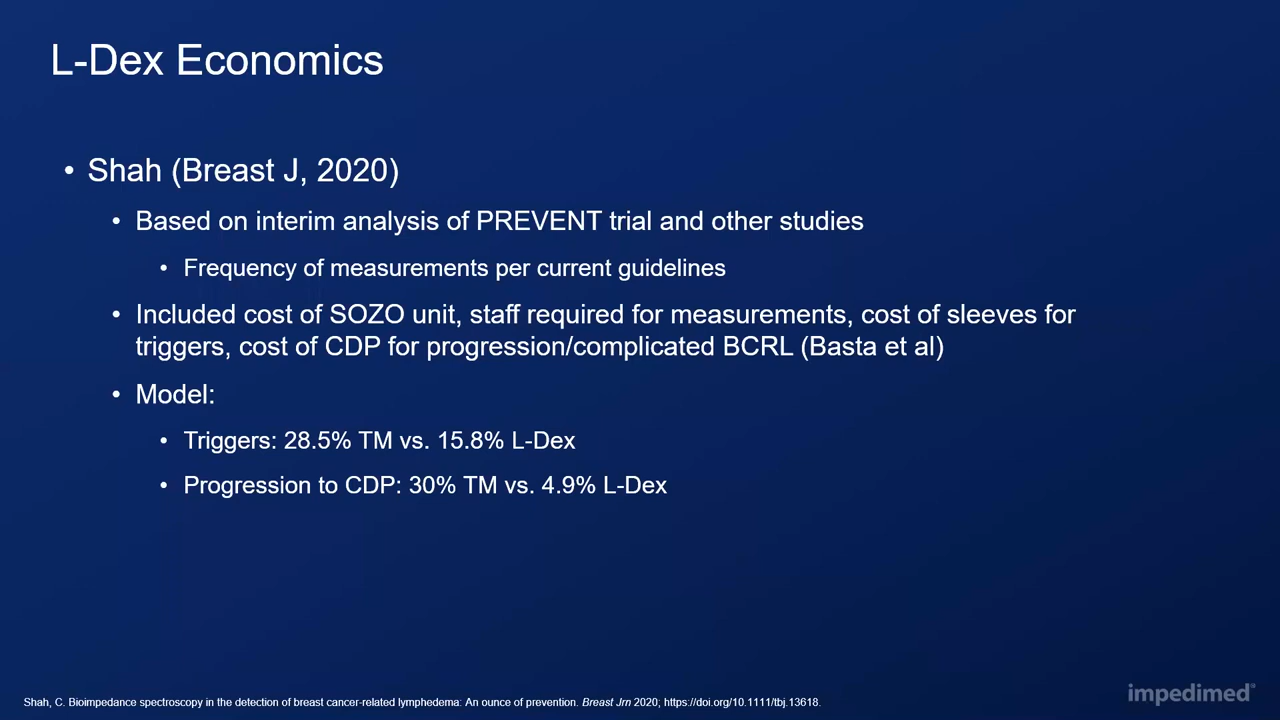 L-Dex Economics
• Shah (Breast J, 2020)
• Based on interim analysis of PREVENT trial and other studies
• Frequency of measurements per current guidelines
• Included cost of SOZO unit, staff required for measurements, cost of sleeves for
triggers, cost of CDP for progression/complicated BCRL (Basta et al)
• Model:
• Triggers: 28.5% TM vs. 15.8% L-Dex
• Progression to CDP: 30% TM vs. 4.9% L-Dex
Shah, C. Bioimpedance spectroscopy in the detection of breast cancer-related lymphedema: An ounce of prevention. Breast Jrn 2020; https://doi.org/10.1111/tbj.13618.
impedimed®